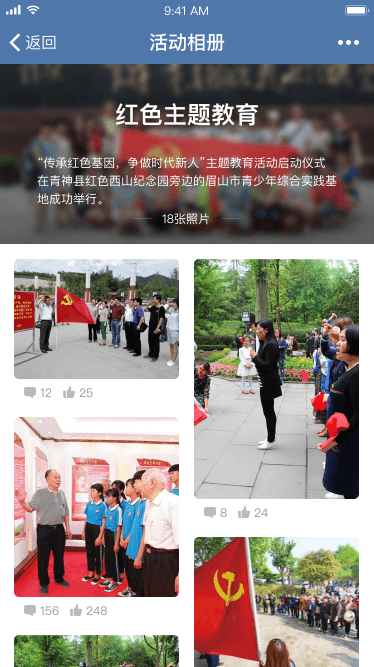 9:41 AM
返回
活动相册
红色主题教育
“传承红色基因，争做时代新人”主题教育活动启动仪式
在青神县红色西山纪念园旁边的眉山市青少年综合实践基
地成功举行。
18张照片
12
25
8
24
156
248